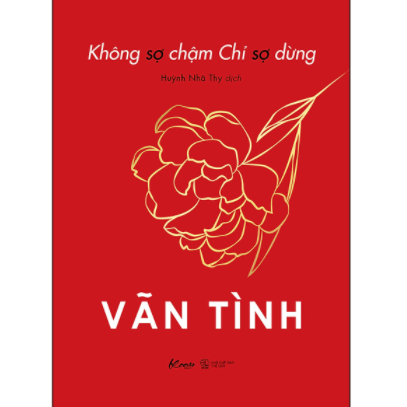 Không sợ chậm Chỉ sợ dừng
Huỳnh Nhã Thy dịch
VÃN TÌNH